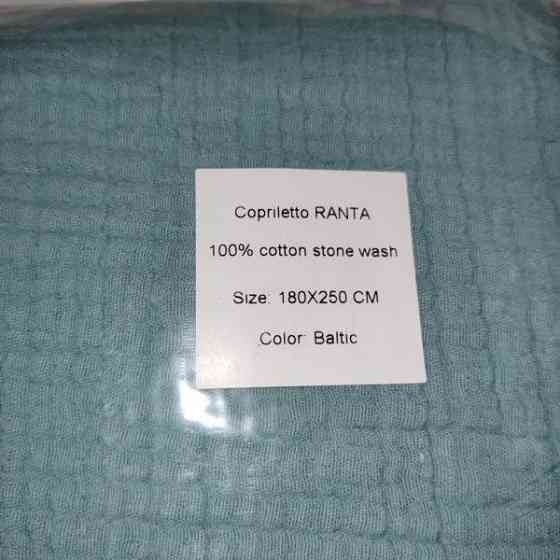 Copriletto RANTA
100% cotton stone wash
Size: 180X250 CM
Color: Baltic